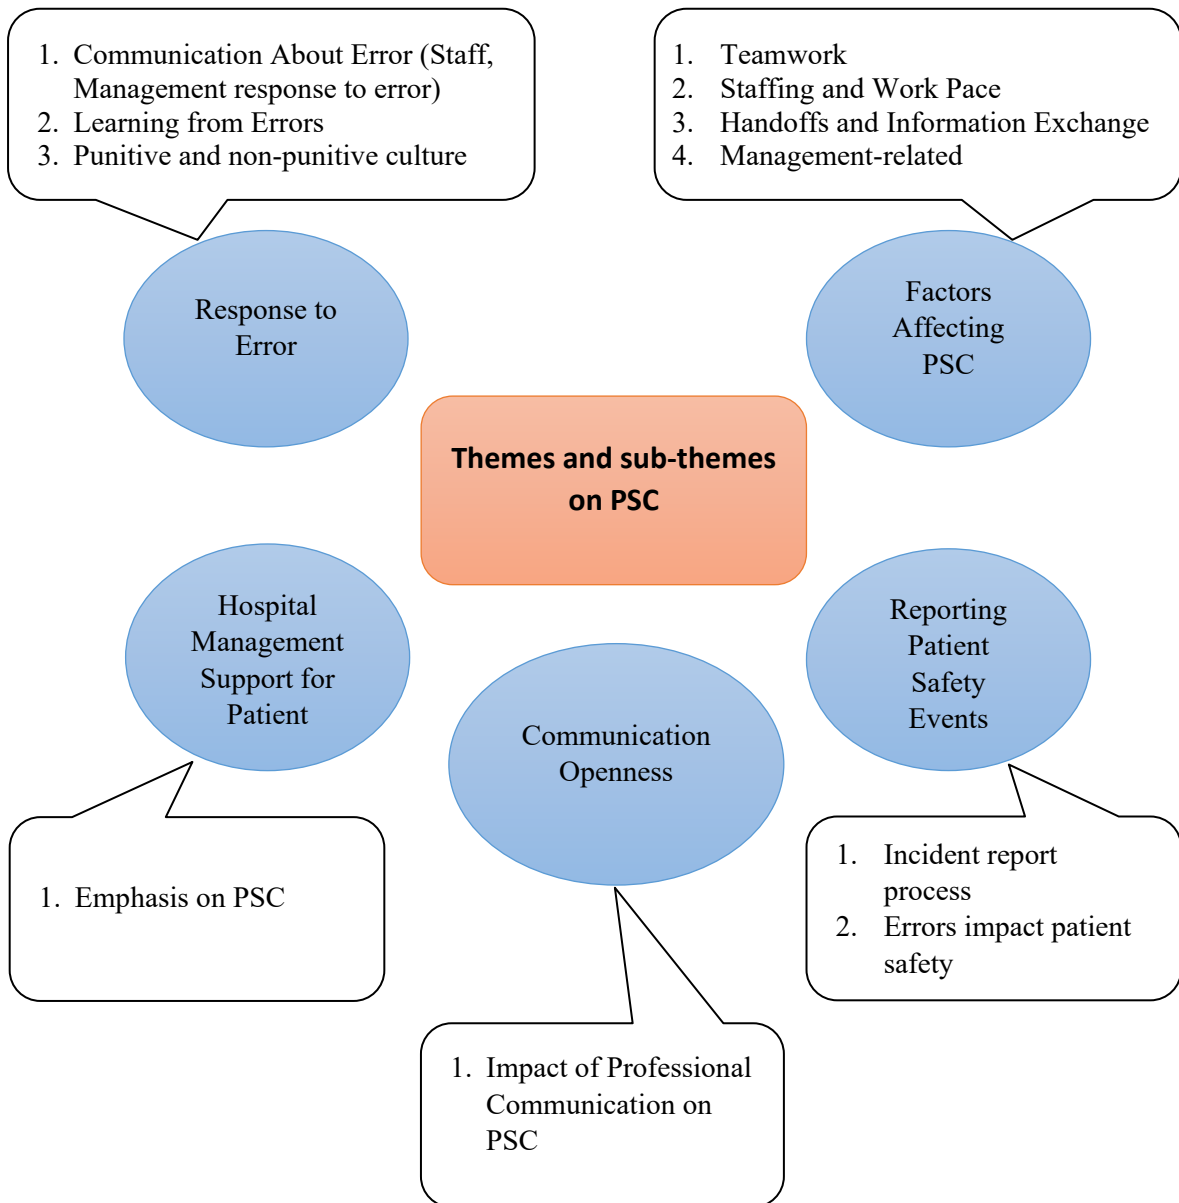 1. Communication About Error (Staff,
Management response to error)
2. Learning from Errors
3. Punitive and non-punitive culture
1. Teamwork
2. Staffing and Work Pace
3. Handoffs and Information Exchange
4. Management-related
Response to
Error
Factors
Affecting
PSC
Themes and sub-themes
on PSC
Hospital
Management
Support for
Patient
Communication
Openness
Reporting
Patient
Safety
Events
1. Emphasis on PSC
1. Impact of Professional
Communication on
PSC
1. Incident report
process
2. Errors impact patient
safety